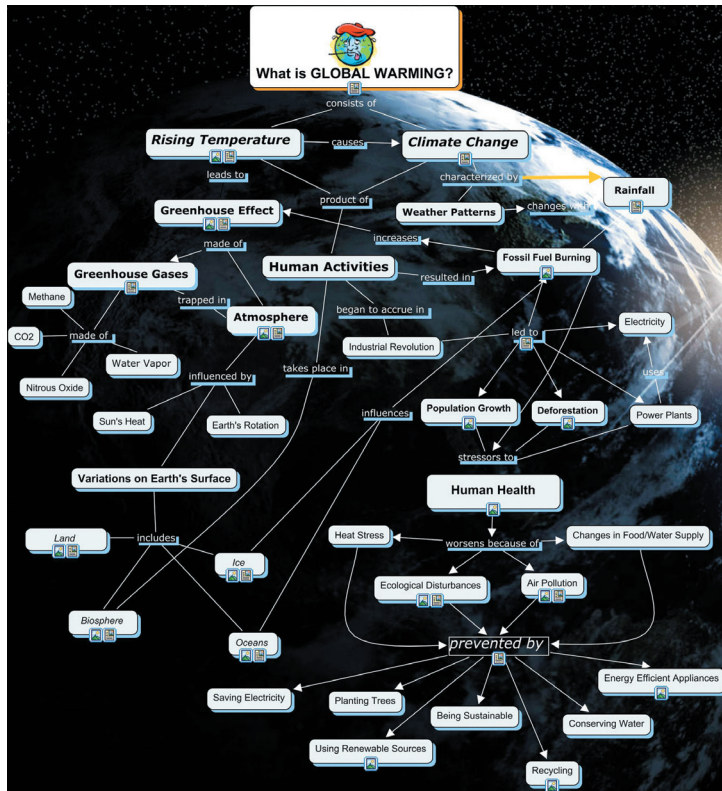 What is GLOBAL WARMING?
consists of
Rising Temperature
causes
Climate Change
leads to
characterized by
Rainfall
product of
Greenhouse Effect
Weather Patterns
changes with
increases
made of
Greenhouse Gases
Human Activities
resulted in
Fossil Fuel Burning
Methane
trapped in
Atmosphere
began to accrue in
CO2
made of
Water Vapor
Industrial Revolution
led to
Electricity
Nitrous Oxide
influenced by
takes place in
uses
Sun's Heat
Earth's Rotation
influences
Population Growth
Deforestation
Power Plants
stressors to
Variations on Earth's Surface
Human Health
Land
includes
Ice
Heat Stress
worsens because of
Changes in Food/Water Supply
Ecological Disturbances
Air Pollution
Biosphere
Oceans
prevented by
Energy Efficient Appliances
Saving Electricity
Planting Trees
Being Sustainable
Conserving Water
Using Renewable Sources
Recycling